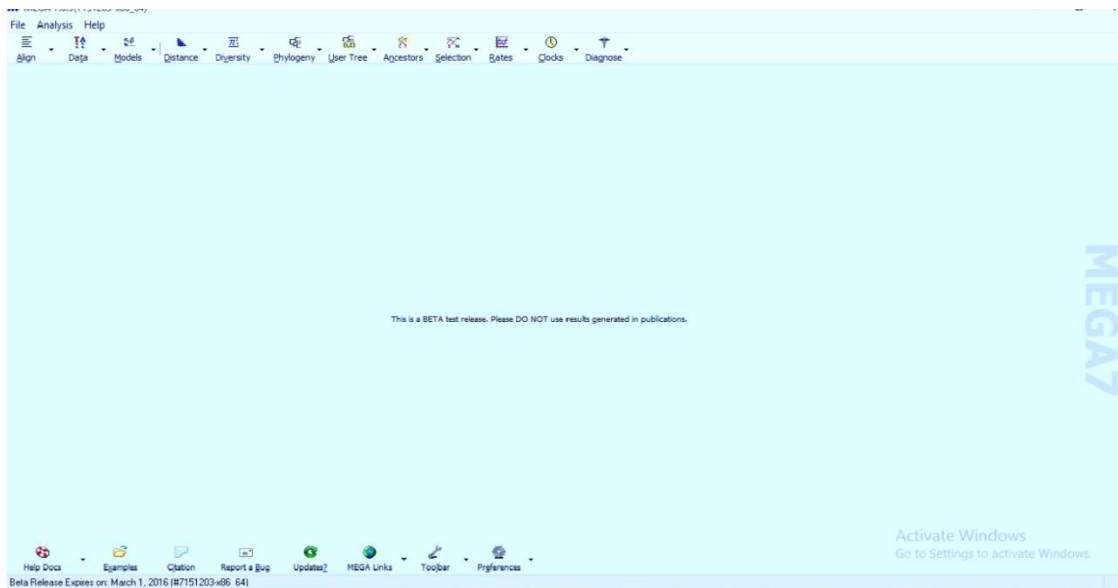 File Analysis Help
Align Data Models Distance Diversity Phylogeny User Tree Ancestors Selection Rates Clocks Diagnose
This is a BETA test release. Please DO NOT use results generated in publications.
MEGA7
Activate Windows
Go to Settings to activate Windows.
Help Docs Examples Citation Report a Bug Updates? MEGA Links Toolbar Preferences
Beta Release Expires on: March 1, 2016 (#7151203-x86_64)